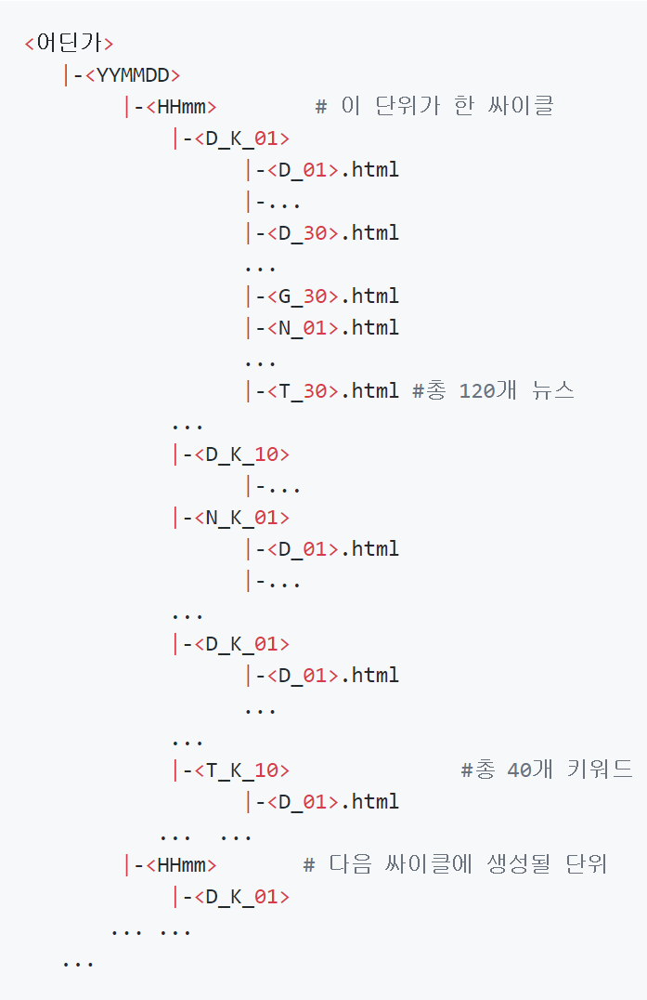 <어딘가>
|-<YYMMDD>
|-<HHmm> # 이 단위가 한 싸이클
|-<D_K_01>
|-<D_01>.html
|-...
|-<D_30>.html
...
|-<G_30>.html
|-<N_01>.html
...
|-<T_30>.html #총 120개 뉴스
...
|-<D_K_10>
|-...
|-<N_K_01>
|-<D_01>.html
|-...
...
|-<D_K_01>
|-<D_01>.html
...
...
|-<T_K_10> #총 40개 키워드
|-<D_01>.html
... ...
|-<HHmm> # 다음 싸이클에 생성될 단위
|-<D_K_01>
... ...
...